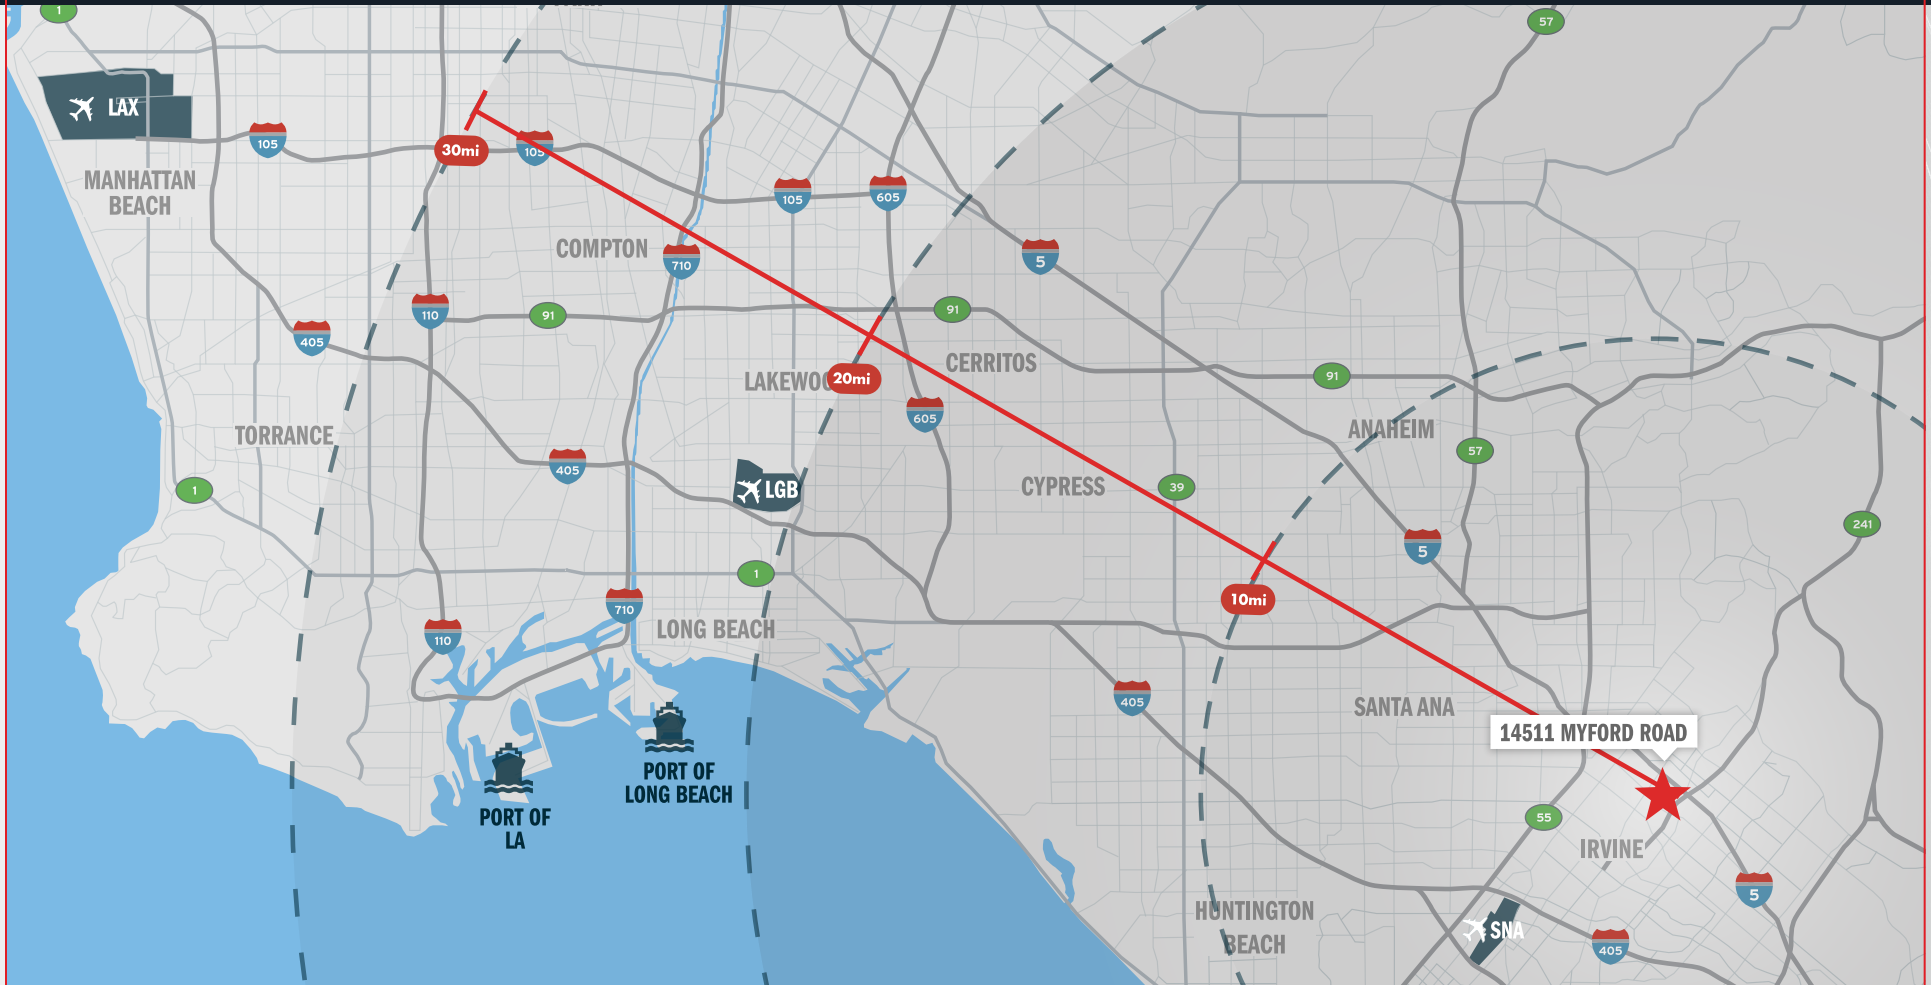 1
57
LAX
105
30mi
105
MANHATTAN
BEACH
105
605
COMPTON
710
5
110
91
91
405
CERRITOS
LAKEWOO
20mi
91
605
ANAHEIM
TORRANCE
57
405
LGB
CYPRESS
39
1
241
5
1
10mi
710
LONG BEACH
110
405
SANTA ANA
14511 MYFORD ROAD
PORT OF
LONG BEACH
PORT OF
LA
55
IRVINE
5
HUNTINGTON
BEACH
SNA
405